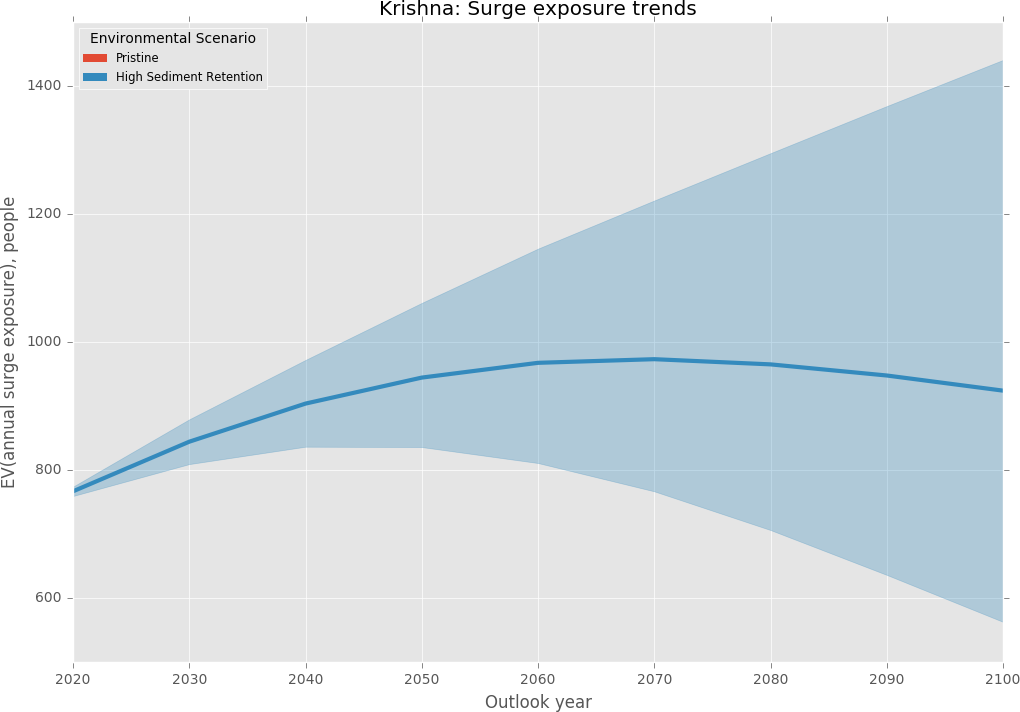 Krishna: Surge exposure trends
Environmental Scenario
Pristine
High Sediment Retention
EV(annual surge exposure), people
1400
1200
1000
800
600
2020 2030 2040 2050 2060 2070 2080 2090 2100
Outlook year